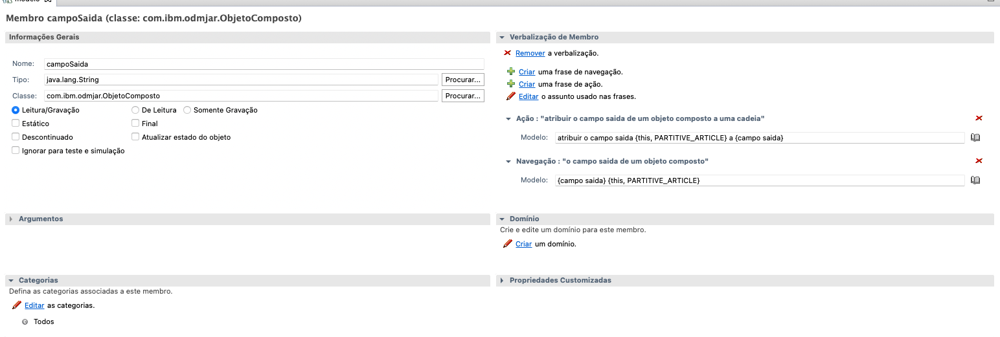 modelo
Membro campoSaida (classe: com.ibm.odmjar.ObjetoComposto)
Informações Gerais
Nome: campoSaida
Tipo: java.lang.String Procurar...
Classe: com.ibm.odmjar.ObjetoComposto Procurar...
Leitura/Gravação De Leitura Somente Gravação
Estático Final
Descontinuado Atualizar estado do objeto
Ignorar para teste e simulação
Verbalização de Membro
Remover a verbalização.
Criar uma frase de navegação.
Criar uma frase de ação.
Editar o assunto usado nas frases.
Ação : "atribuir o campo saida de um objeto composto a uma cadeia"
Modelo: atribuir o campo saida {this, PARTITIVE_ARTICLE} a {campo saida}
Navegação : "o campo saida de um objeto composto"
Modelo: {campo saida} {this, PARTITIVE_ARTICLE}
Argumentos
Domínio
Crie e edite um domínio para este membro.
Criar um domínio.
Categorias
Defina as categorias associadas a este membro.
Editar as categorias.
Todos
Propriedades Customizadas